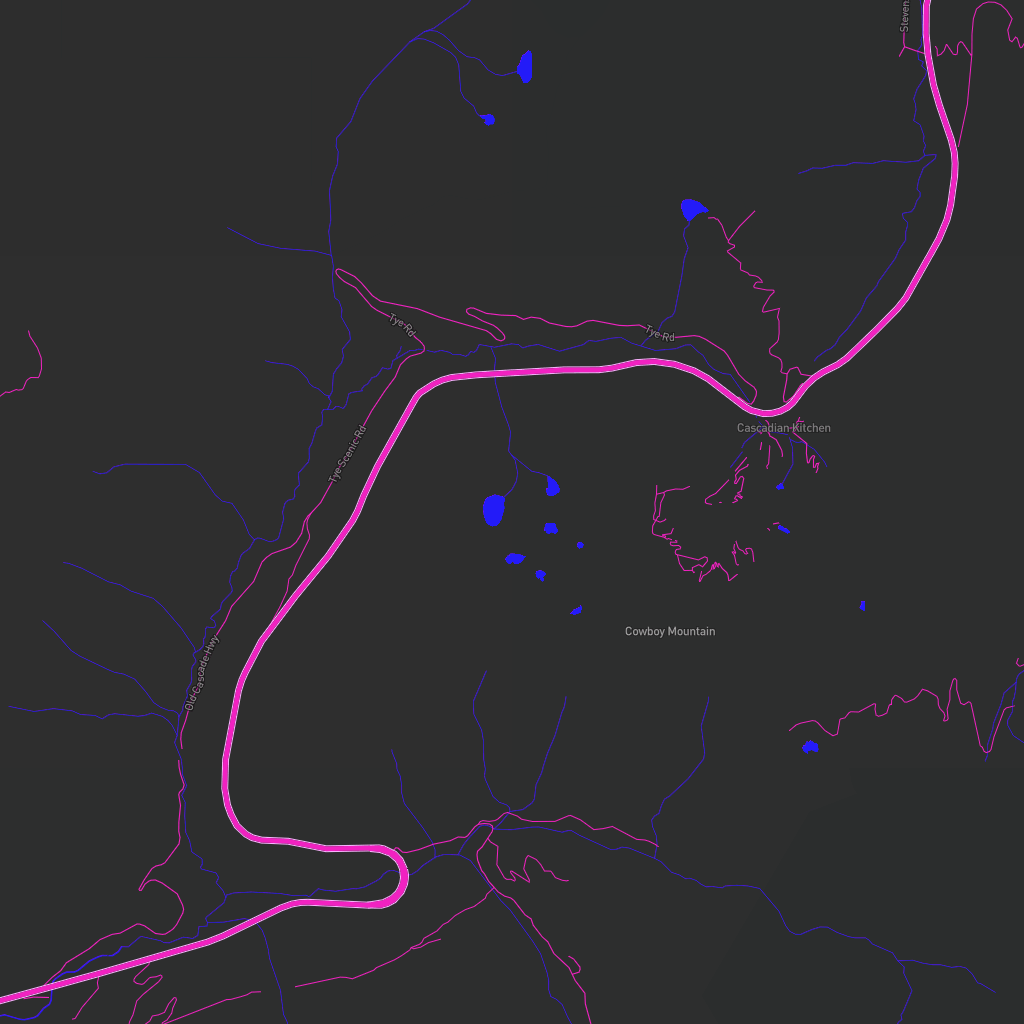 Stevens
Tye Rd
Tye Rd
Cascadian Kitchen
Tye Scenic Rd
Cowboy Mountain
Old Cascade Hwy